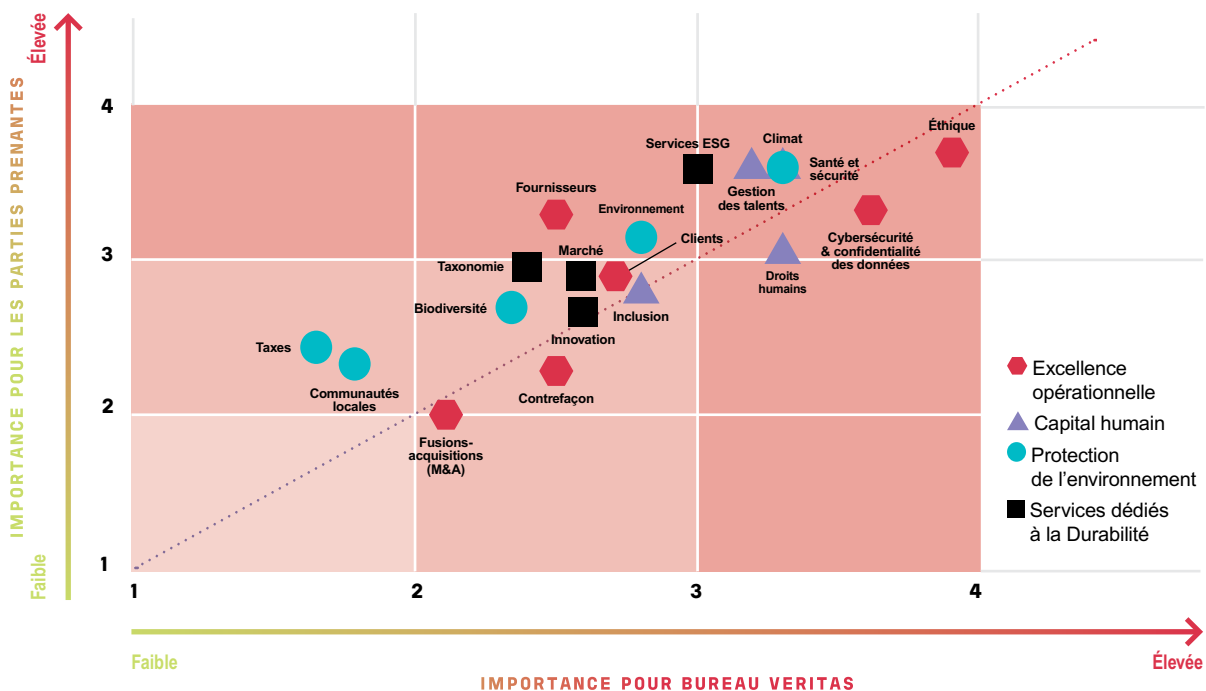 Élevée
IMPORTANCE POUR LES PARTIES PRENANTES
Faible
4
3
2
1
Éthique
Climat
Services ESG
Santé et
sécurité
Gestion
des talents
Fournisseurs
Environnement
Clients
Cybersécurité
& confidentialité
des données
Marché
Taxonomie
Droits
humains
Biodiversité
Inclusion
Innovation
Taxes
Communautés
locales
Contrefaçon
Fusions-
acquisitions
(M&A)
Excellence
opérationnelle
Capital humain
Protection
de l’environnement
Services dédiés
à la Durabilité
1
2
3
4
Faible
Élevée
IMPORTANCE POUR BUREAU VERITAS